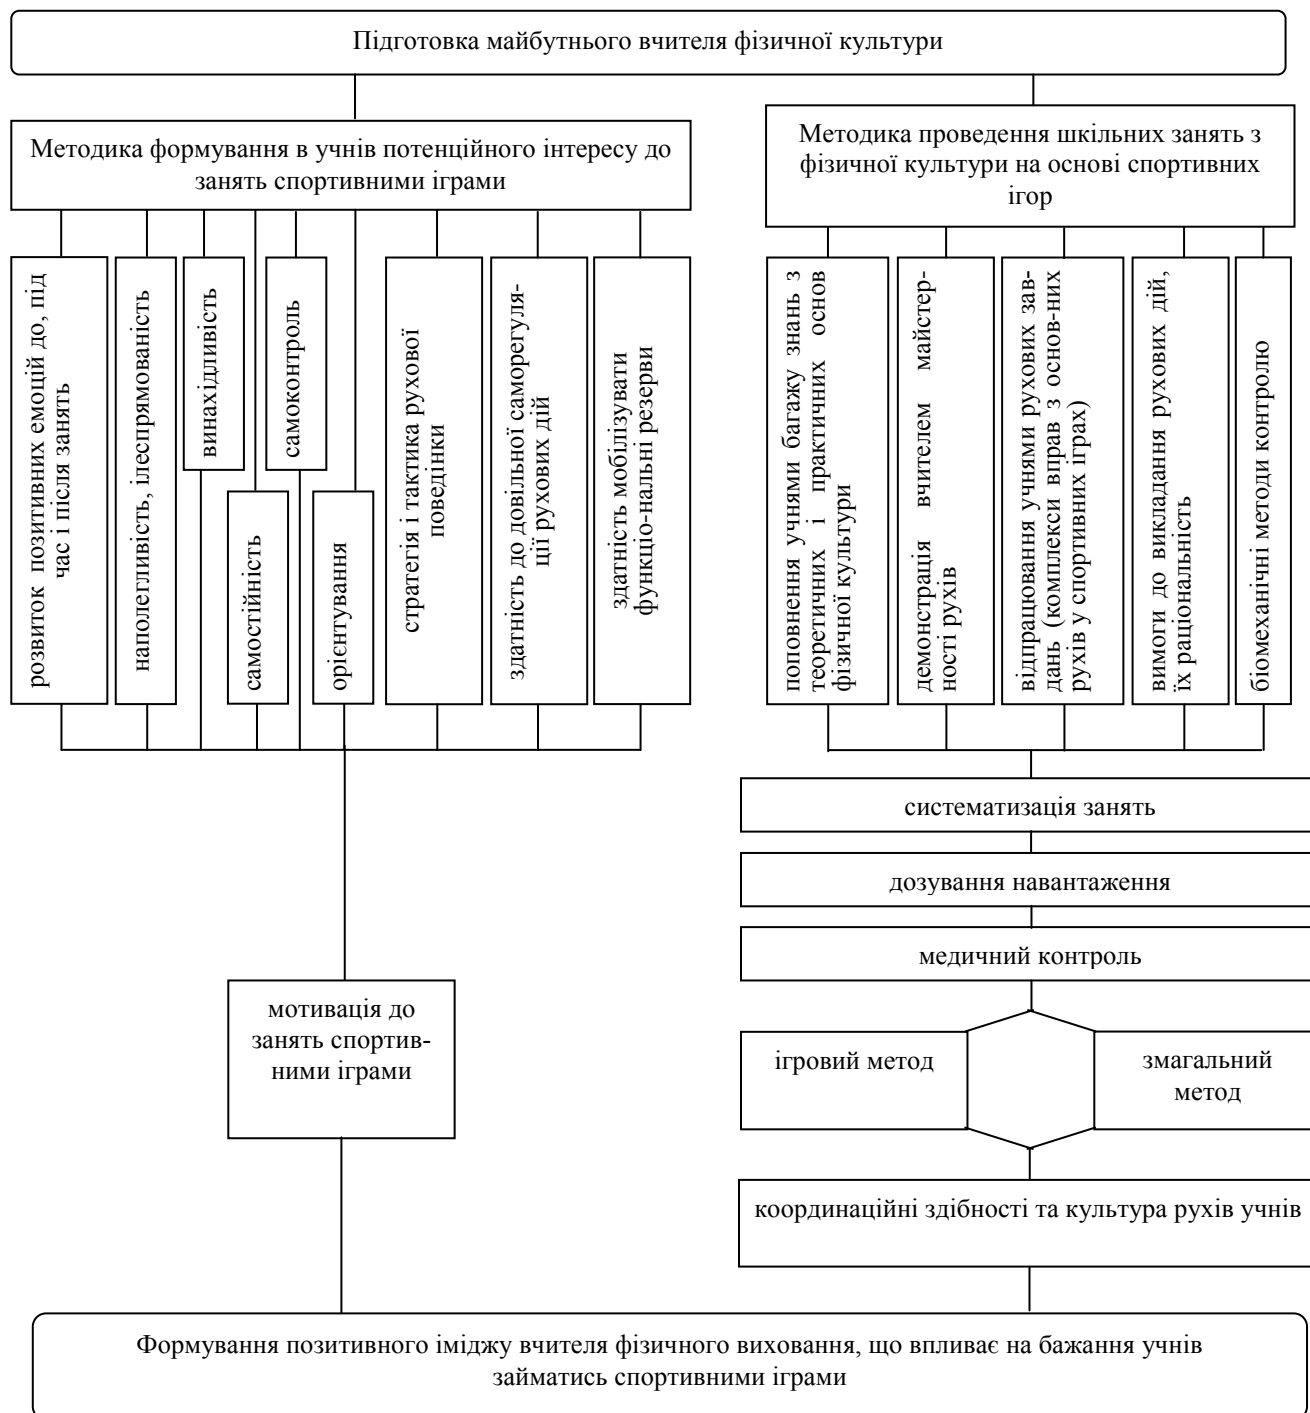 Підготовка майбутнього вчителя фізичної культури
Методика формування в учнів потенційного інтересу до
занять спортивними іграми
Методика проведення шкільних занять з
фізичної культури на основі спортивних
ігор
розвиток позитивних емоцій до, під
час і після занять
наполегливість, ілеспрямованість
винахідливість
самостійність
самоконтроль
орієнтування
стратегія і тактика рухової
поведінки
здатність до довільної саморегуля-
ції рухових дій
здатність мобілізувати
функціо-нальні резерви
поповнення учнями багажу знань з
теоретичних і практичних основ
фізичної культури
демонстрація вчителем майстер-
ності рухів
відпрацювання учнями рухових зав-
дань (комплекси вправ з основ-них
рухів у спортивних іграх)
вимоги до викладання рухових дій,
їх раціональність
біомеханічні методи контролю
систематизація занять
дозування навантаження
медичний контроль
мотивація до
занять спортив-
ними іграми
ігровий метод
змагальний
метод
координаційні здібності та культура рухів учнів
Формування позитивного іміджу вчителя фізичного виховання, що впливає на бажання учнів
займатись спортивними іграми